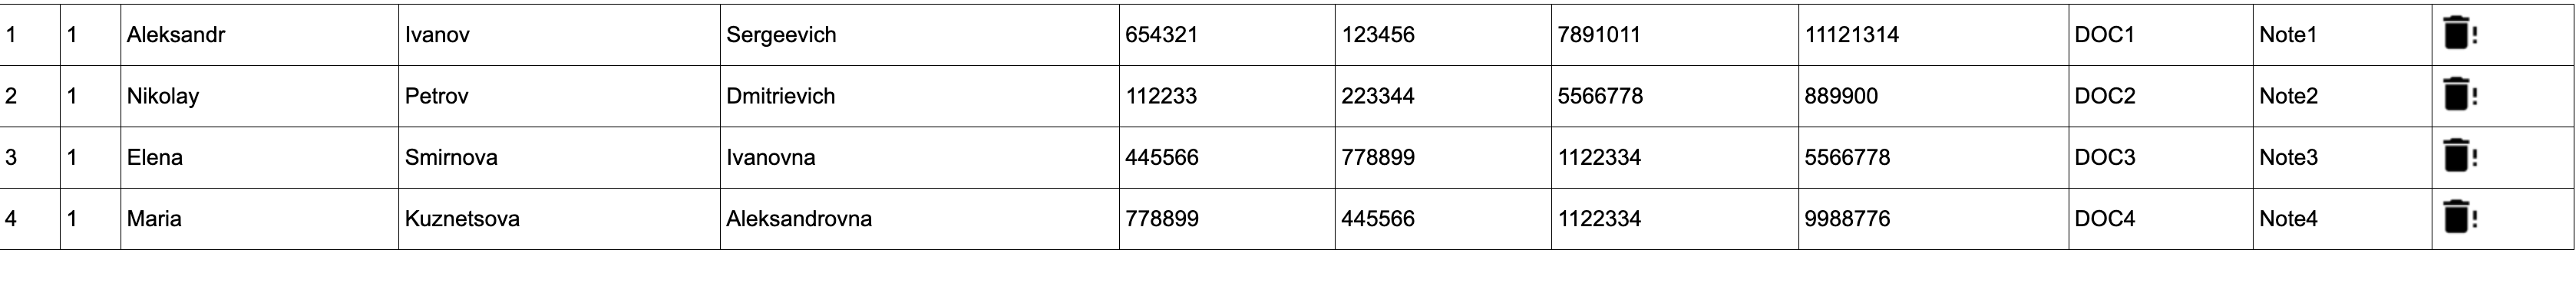 1 1 Aleksandr Ivanov Sergeevich 654321 123456 7891011 11121314 DOC1 Note1 !
2 1 Nikolay Petrov Dmitrievich 112233 223344 5566778 889900 DOC2 Note2 !
3 1 Elena Smirnova Ivanovna 445566 778899 1122334 5566778 DOC3 Note3 !
4 1 Maria Kuznetsova Aleksandrovna 778899 445566 1122334 9988776 DOC4 Note4 !